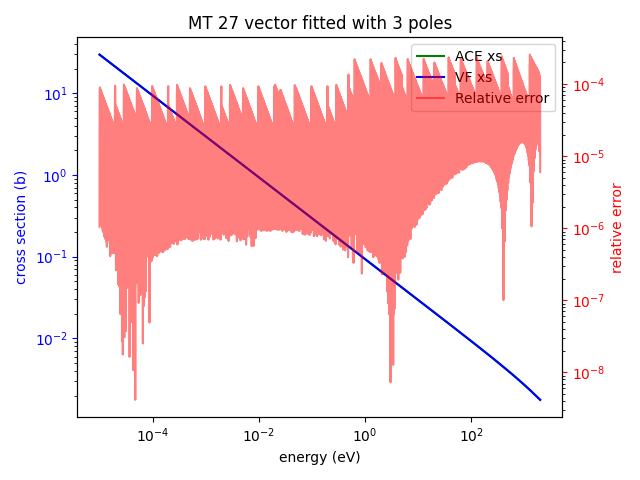 MT 27 vector fitted with 3 poles
ACE xs
VF xs
Relative error
cross section (b)
10^1
10^0
10^-1
10^-2
relative error
10^-4
10^-5
10^-6
10^-7
10^-8
10^-4
10^-2
10^0
10^2
energy (eV)